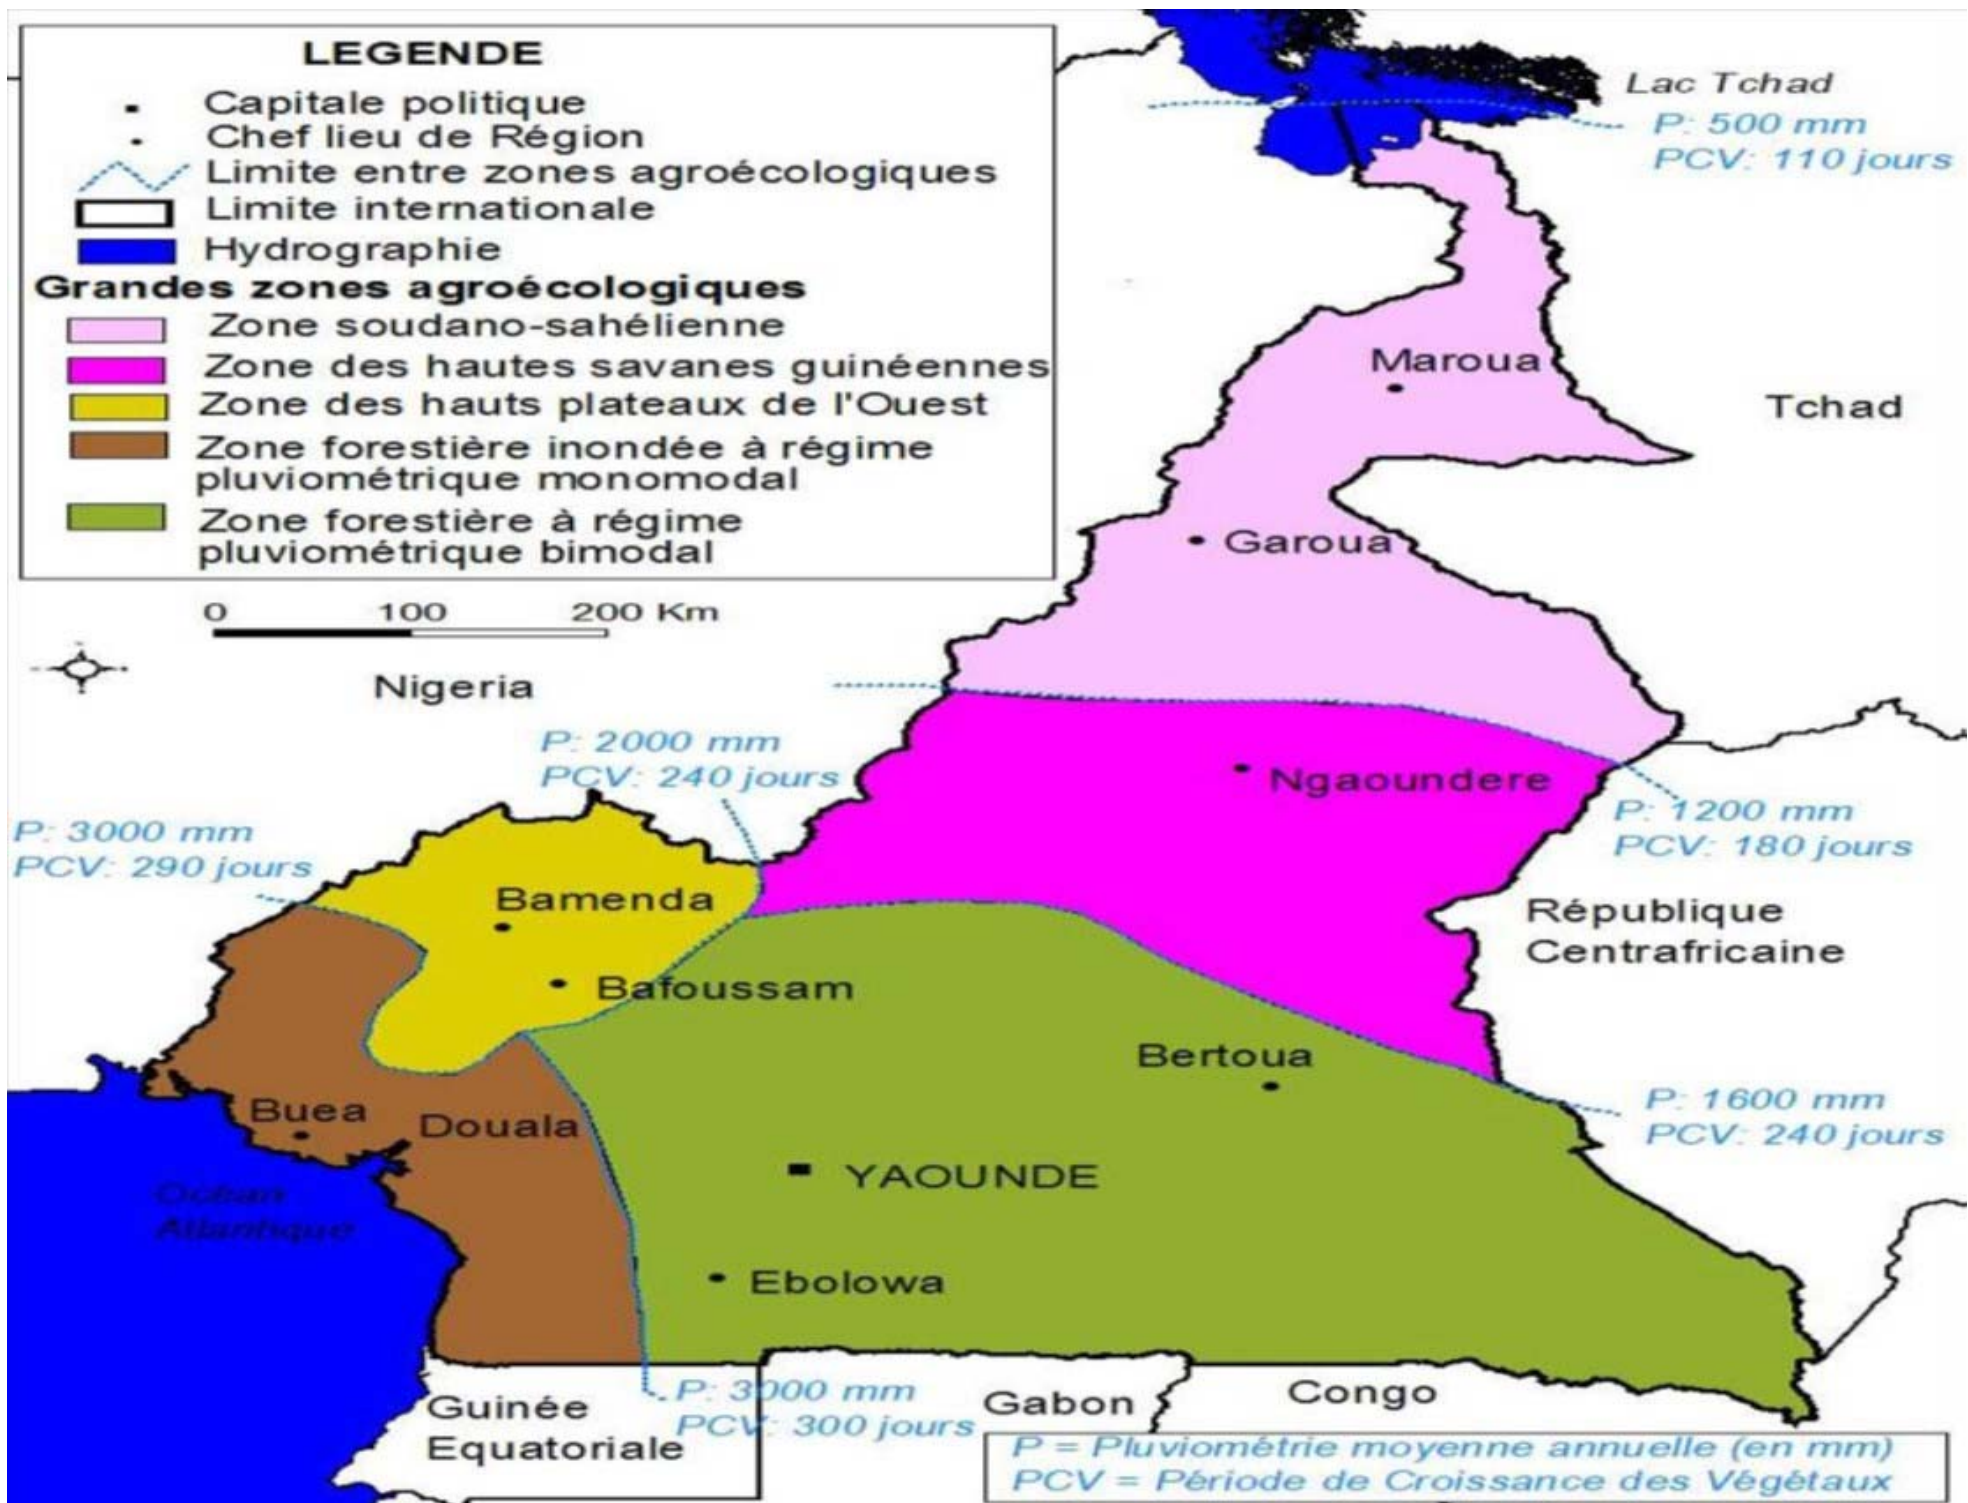 LEGENDE
Capitale politique
Chef lieu de Région
Limite entre zones agroécologiques
Limite internationale
Hydrographie
Grandes zones agroécologiques
Zone soudano-sahélienne
Zone des hautes savanes guinéennes
Zone des hauts plateaux de l'Ouest
Zone forestière inondée à régime
pluviométrique monomodal
Zone forestière à régime
pluviométrique bimodal
0 100 200 Km
Lac Tchad
P: 500 mm
PCV: 110 jours
Maroua
Tchad
Garoua
Nigeria
P: 2000 mm
PCV: 240 jours
Ngaoundere
P: 1200 mm
PCV: 180 jours
P: 3000 mm
PCV: 290 jours
Bamenda
République
Centrafricaine
Bafoussam
Bertoua
P: 1600 mm
PCV: 240 jours
Buea
Douala
YAOUNDE
Océan
Atlantique
Ebolowa
P: 3000 mm
PCV: 300 jours
Guinée
Equatoriale
Gabon
Congo
P = Pluviométrie moyenne annuelle (en mm)
PCV = Période de Croissance des Végétaux